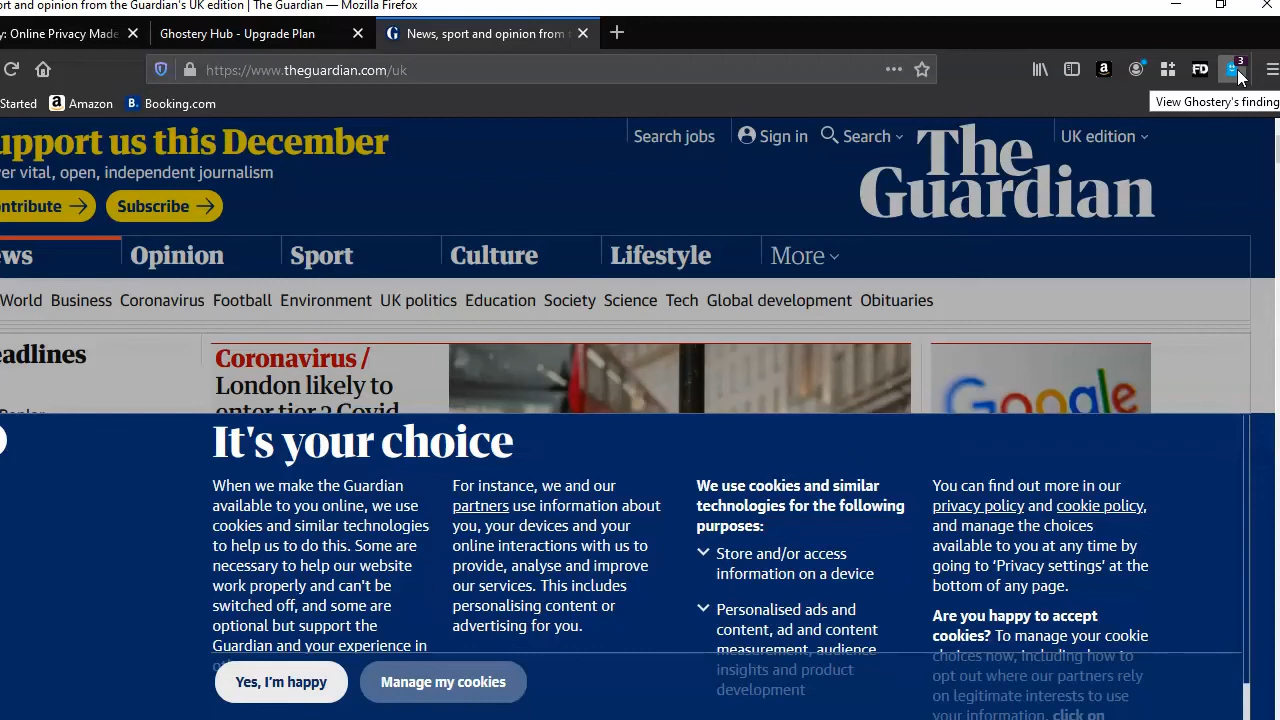 ort and opinion from the Guardian's UK edition | The Guardian — Mozilla Firefox
y: Online Privacy Made
Ghostery Hub - Upgrade Plan
News, sport and opinion from t
https://www.theguardian.com/uk
FD
3
Started
Amazon
B. Booking.com
View Ghostery's finding
upport us this December
er vital, open, independent journalism
ntribute
Subscribe
Search jobs
Sign in
Search
UK edition
The
Guardian
ws
Opinion
Sport
Culture
Lifestyle
More
World
Business
Coronavirus
Football
Environment
UK politics
Education
Society
Science
Tech
Global development
Obituaries
eadlines
Coronavirus /
London likely to
enter tier 3 Covid
Google
It's your choice
When we make the Guardian
available to you online, we use
cookies and similar technologies
to help us to do this. Some are
necessary to help our website
work properly and can't be
switched off, and some are
optional but support the
Guardian and your experience in
For instance, we and our
partners use information about
you, your devices and your
online interactions with us to
provide, analyse and improve
our services. This includes
personalising content or
advertising for you.
We use cookies and similar
technologies for the following
purposes:
Store and/or access
information on a device
Personalised ads and
content, ad and content
measurement, audience
insights and product
development
You can find out more in our
privacy policy and cookie policy,
and manage the choices
available to you at any time by
going to 'Privacy settings' at the
bottom of any page.
Are you happy to accept
cookies? To manage your cookie
choices now, including how to
opt out where our partners rely
on legitimate interests to use
your information, click on
Yes, I'm happy
Manage my cookies